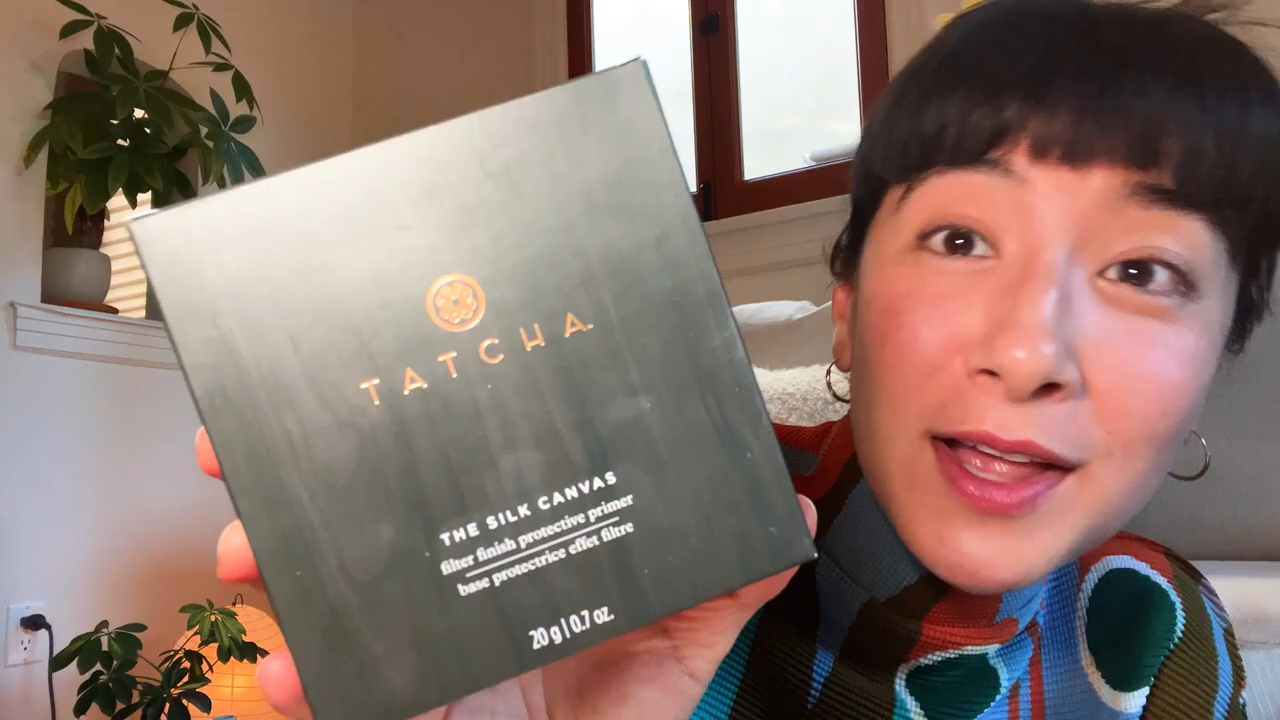 TATCHA
THE SILK CANVAS
filter finish protective primer
base protectrice effet filtre
20 g | 0.7 oz.